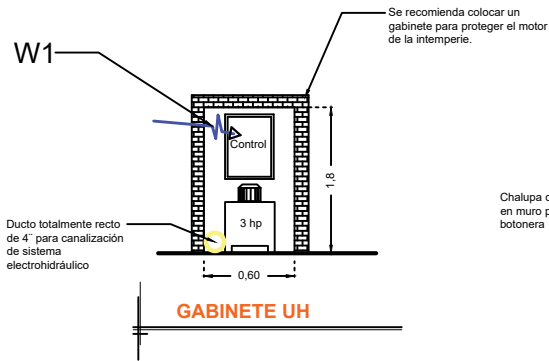 Se recomienda colocar un
gabinete para proteger el motor
de la intemperie.
W1
Control
1,8
3 hp
Chalupa
en muro
botonera
Ducto totalmente recto
de 4¨ para canalización
de sistema
electrohidráulico
0,60
GABINETE UH